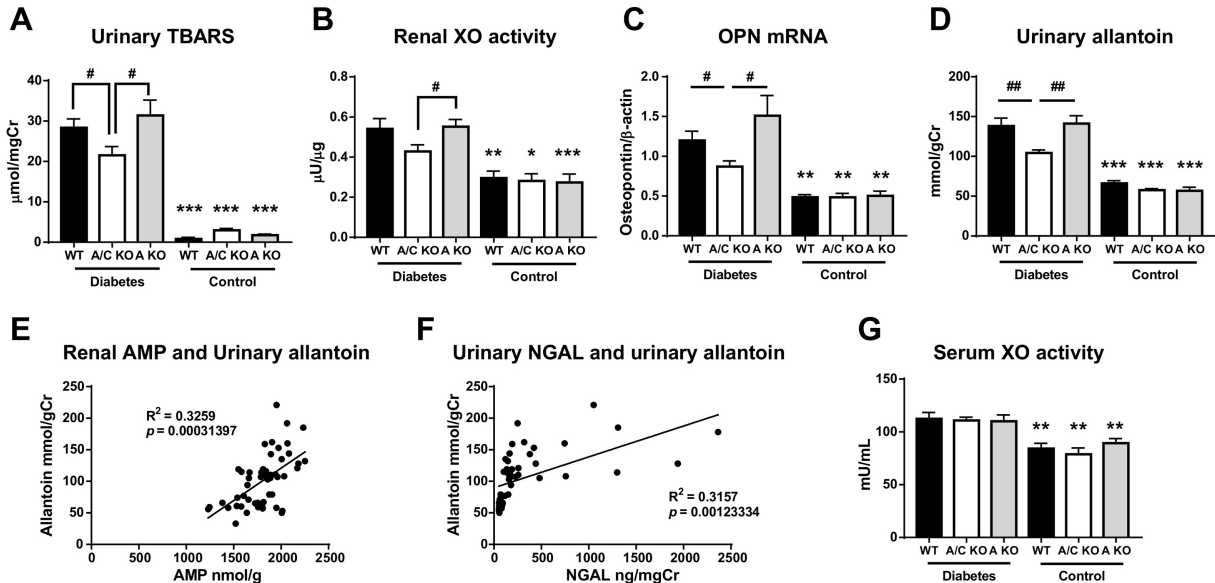 A
Urinary TBARS
μmol/mgCr
40
30
20
10
0
#
#
***
***
***
WT A/C KO A KO WT A/C KO A KO
Diabetes Control
B
Renal XO activity
μU/μg
0.8
0.6
0.4
0.2
0.0
#
**
*
***
WT A/C KO A KO WT A/C KO A KO
Diabetes Control
C
OPN mRNA
Osteopontin/β-actin
2.0
1.5
1.0
0.5
0.0
#
#
**
**
**
WT A/C KO A KO WT A/C KO A KO
Diabetes Control
D
Urinary allantoin
mmol/gCr
200
150
100
50
0
##
##
***
***
***
WT A/C KO A KO WT A/C KO A KO
Diabetes Control
E
Renal AMP and Urinary allantoin
Allantoin mmol/gCr
250
200
150
100
50
0
R² = 0.3259
p = 0.00031397
0 500 1000 1500 2000 2500
AMP nmol/g
F
Urinary NGAL and urinary allantoin
Allantoin mmol/gCr
250
200
150
100
50
0
R² = 0.3157
p = 0.00123334
0 500 1000 1500 2000 2500
NGAL ng/mgCr
G
Serum XO activity
mU/mL
150
100
50
0
**
**
**
WT A/C KO A KO WT A/C KO A KO
Diabetes Control